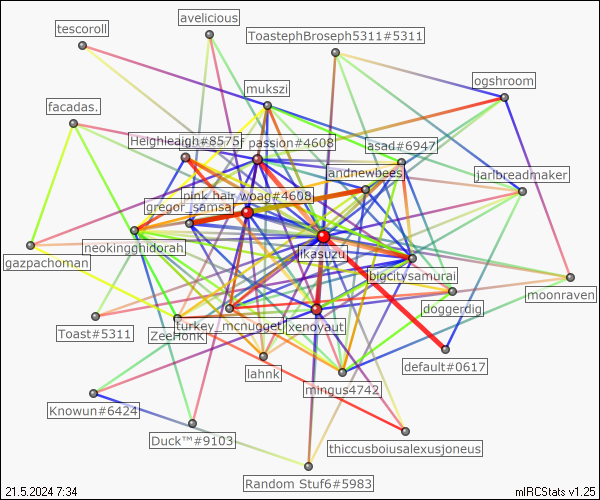 avelicious
tescoroll
ToastephBroseph5311#5311
ogshroom
mukszi
facadas.
Heighleaigh#8575
passion#4608
asad#6947
andnewbees
jarlbreadmaker
pink hair woag#4608
gregor_samsa
neokingghidorah
ikasuzu
gazpachoman
bigcitysamurai
moonraven
doggerdig
Toast#5311
ZeeHonk
turkey_mcnugget
xenoyaut
default#0617
lahnk
mingus4742
Knowun#6424
Duck™#9103
thiccusboiusalexusjoneus
Random Stuf6#5983
21.5.2024 7:34
mIRCStats v1.25